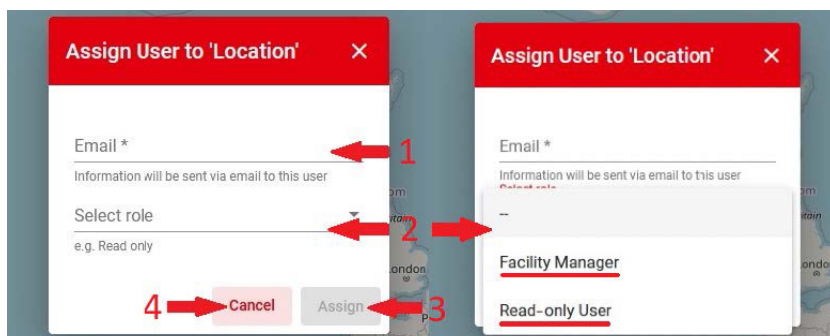 Assign User to 'Location'
Email *
1
Information will be sent via email to this user
Select role
2
e.g. Read only
4
Cancel
Assign
3
Assign User to 'Location'
Email *
Information will be sent via email to this user
Select role
--
Facility Manager
Read-only User